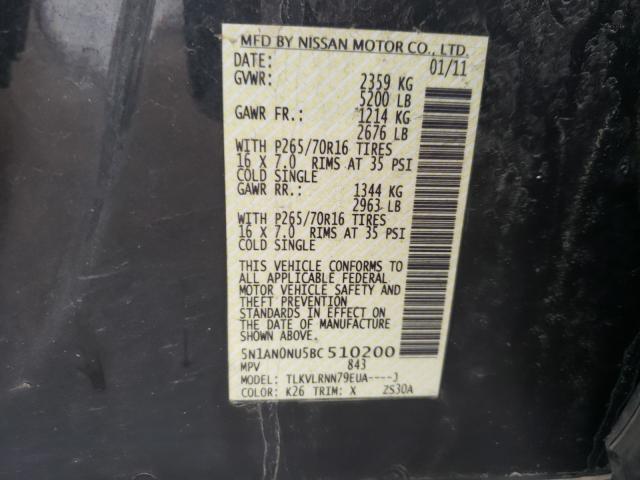 MFD BY NISSAN MOTOR CO., LTD.
DATE: 01/11
GVWR: 2359 KG
5200 LB
GAWR FR.: 1214 KG
2676 LB
WITH P265/70R16 TIRES
16 X 7.0 RIMS AT 35 PSI
COLD SINGLE
GAWR RR.: 1344 KG
2963 LB
WITH P265/70R16 TIRES
16 X 7.0 RIMS AT 35 PSI
COLD SINGLE
THIS VEHICLE CONFORMS TO
ALL APPLICABLE FEDERAL
MOTOR VEHICLE SAFETY AND
THEFT PREVENTION
STANDARDS IN EFFECT ON
THE DATE OF MANUFACTURE
SHOWN ABOVE.
5N1AN0NU5BC510200
MPV 843
MODEL: TLKVLRNN79EUA----J
COLOR: K26 TRIM: X 2S30A